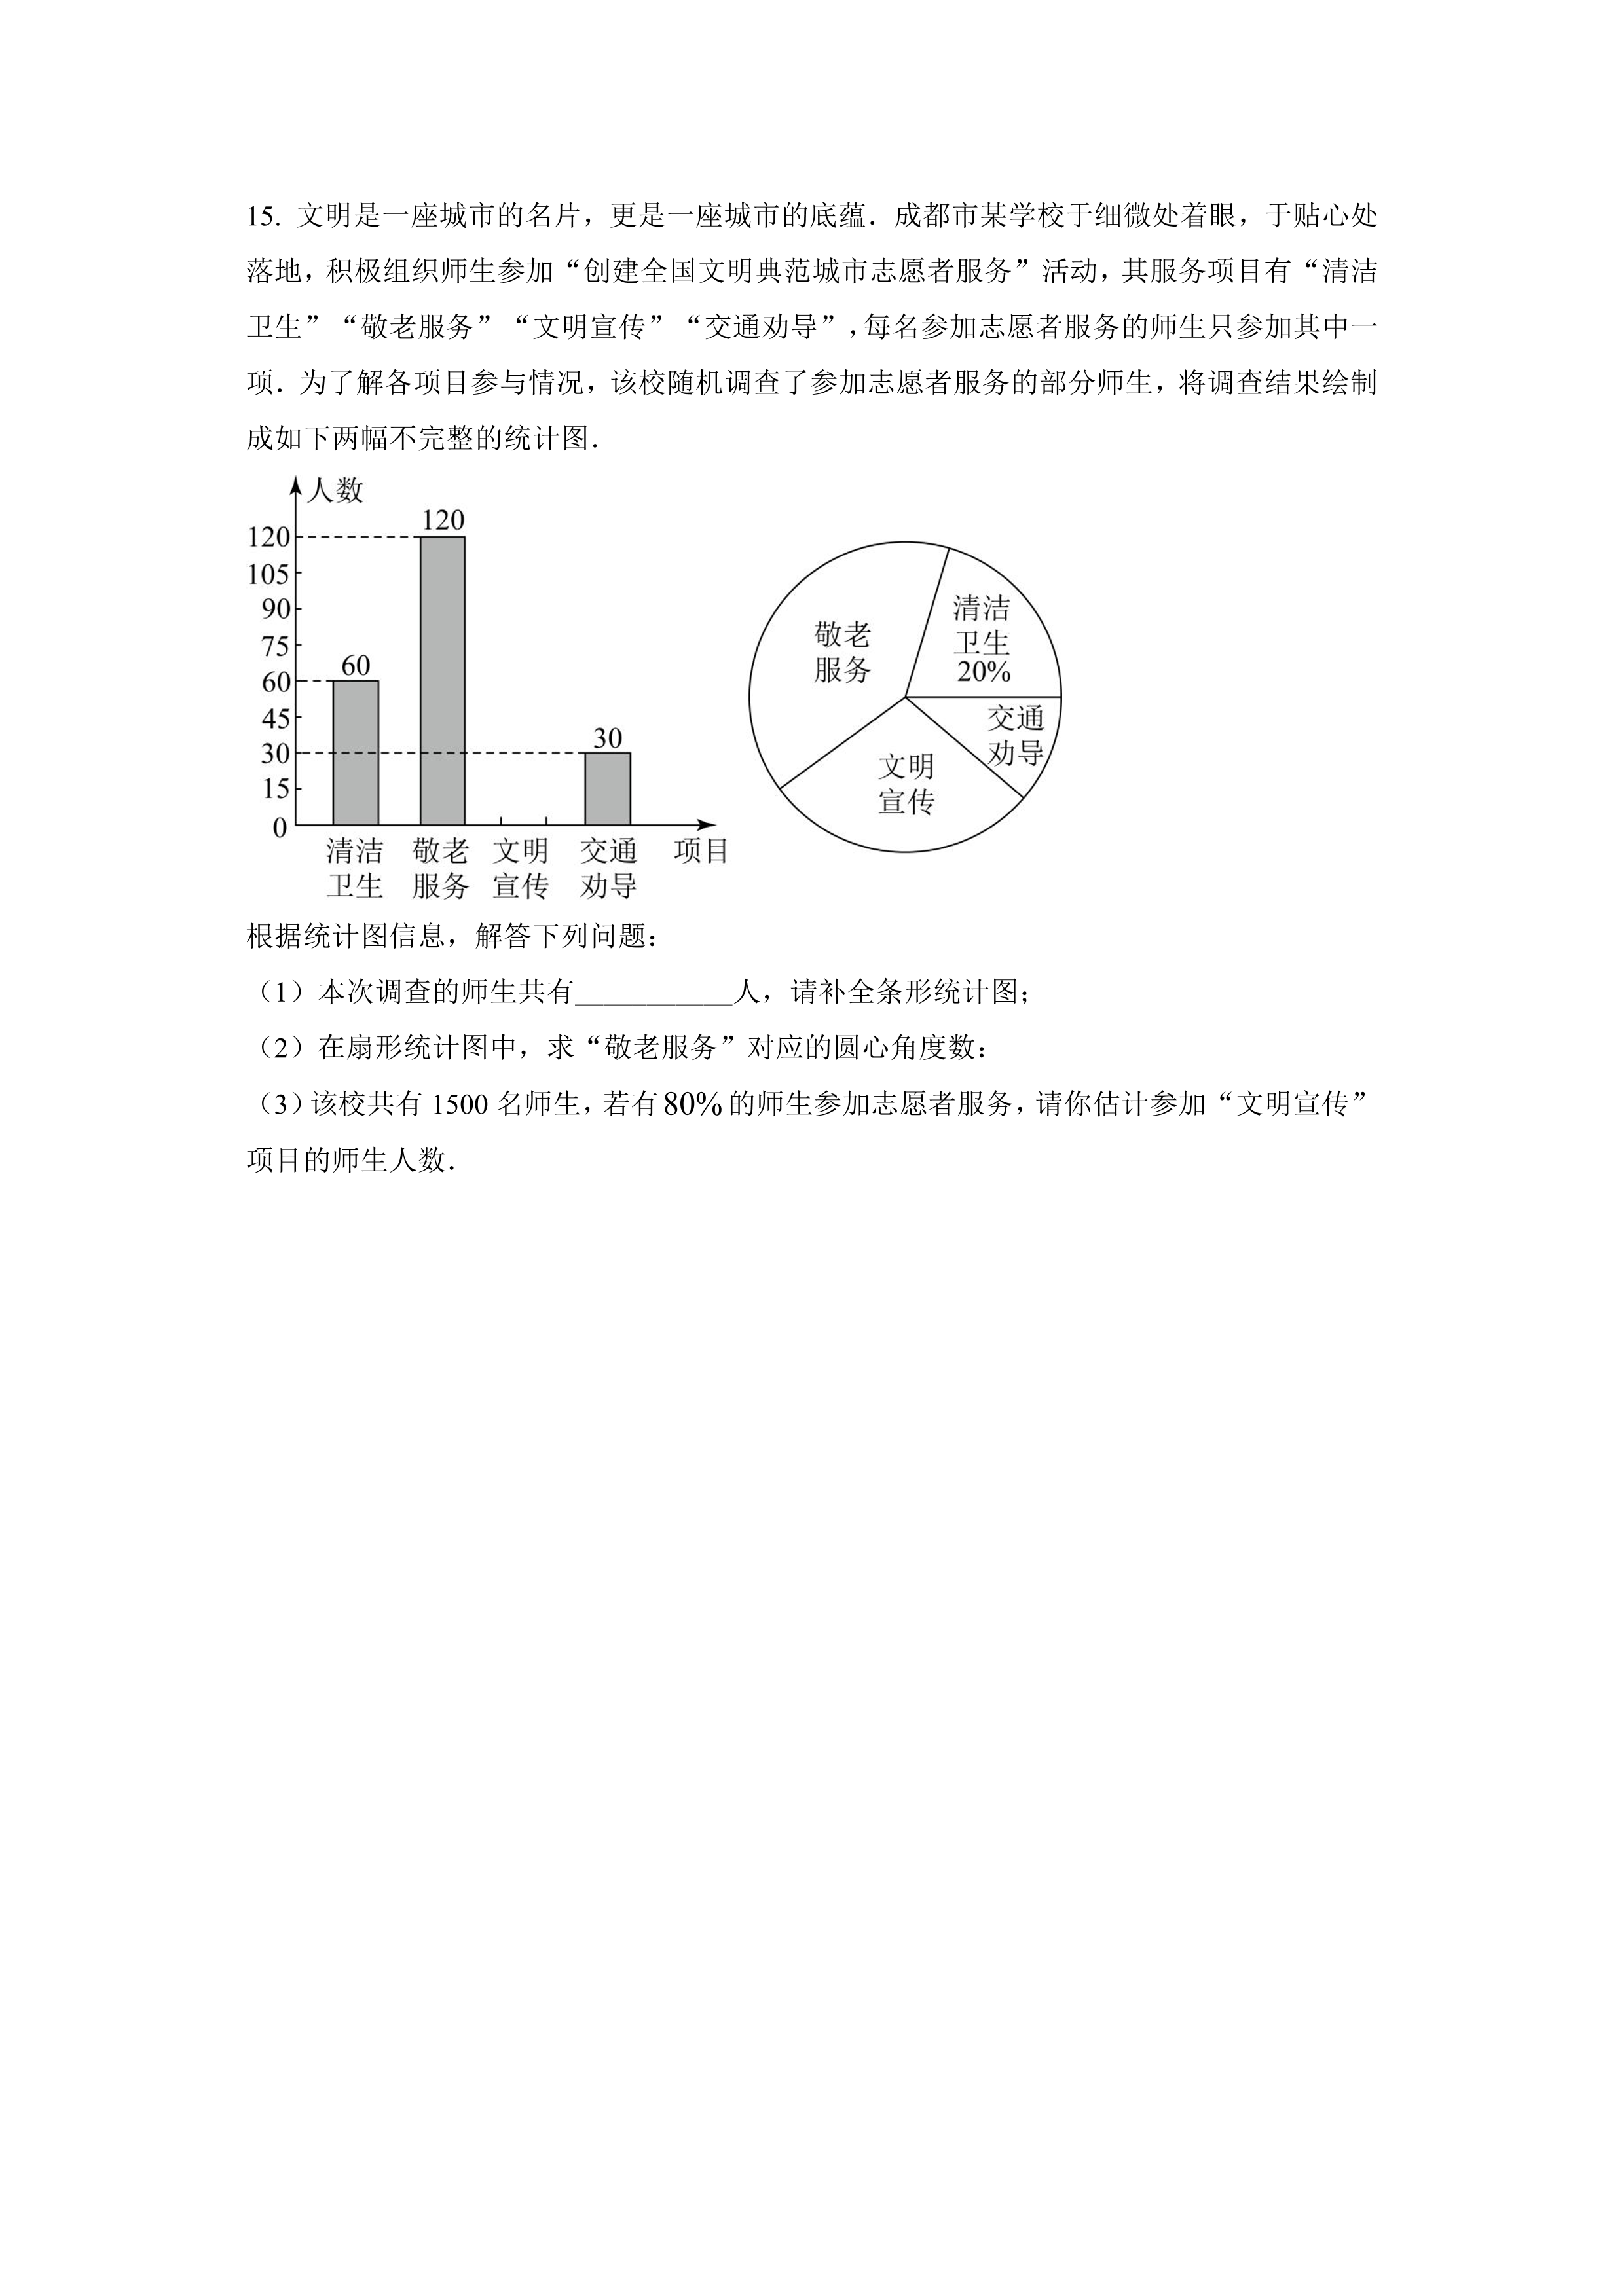 15. 文明是一座城市的名片，更是一座城市的底蕴．成都市某学校于细微处着眼，于贴心处
落地，积极组织师生参加“创建全国文明典范城市志愿者服务”活动，其服务项目有“清洁
卫生”“敬老服务”“文明宣传”“交通劝导”，每名参加志愿者服务的师生只参加其中一
项．为了解各项目参与情况，该校随机调查了参加志愿者服务的部分师生，将调查结果绘制
成如下两幅不完整的统计图．
人数
120
105
90
75
60
45
30
15
0
60
120
30
清洁
卫生
敬老
服务
文明
宣传
交通
劝导
项目
敬老
服务
清洁
卫生
20%
交通
劝导
文明
宣传
根据统计图信息，解答下列问题：
（1）本次调查的师生共有___________人，请补全条形统计图；
（2）在扇形统计图中，求“敬老服务”对应的圆心角度数：
（3）该校共有 1500 名师生，若有80%的师生参加志愿者服务，请你估计参加“文明宣传”
项目的师生人数．